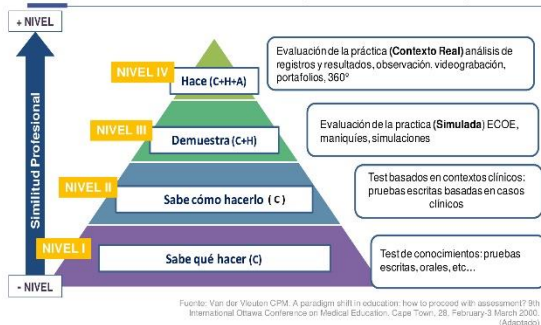 + NIVEL
Similitud Profesional
- NIVEL
NIVEL IV
Hace (C+H+A)
Evaluación de la práctica (Contexto Real) análisis de
registros y resultados, observación. videograbación,
portafolios, 360º
NIVEL III
Demuestra (C+H)
Evaluación de la practica (Simulada) ECOE,
maniquíes, simulaciones
NIVEL II
Sabe cómo hacerlo ( C )
Test basados en contextos clínicos:
pruebas escritas basadas en casos
clínicos
NIVEL I
Sabe qué hacer (C)
Test de conocimientos: pruebas
escritas, orales, etc...
Fuente: Van der Vleuten CPM. A paradigm shift in education: how to proceed with assessment? 9th
International Ottawa Conference on Medical Education. Cape Town, 28, February-3 March 2000.
(Adaptado)